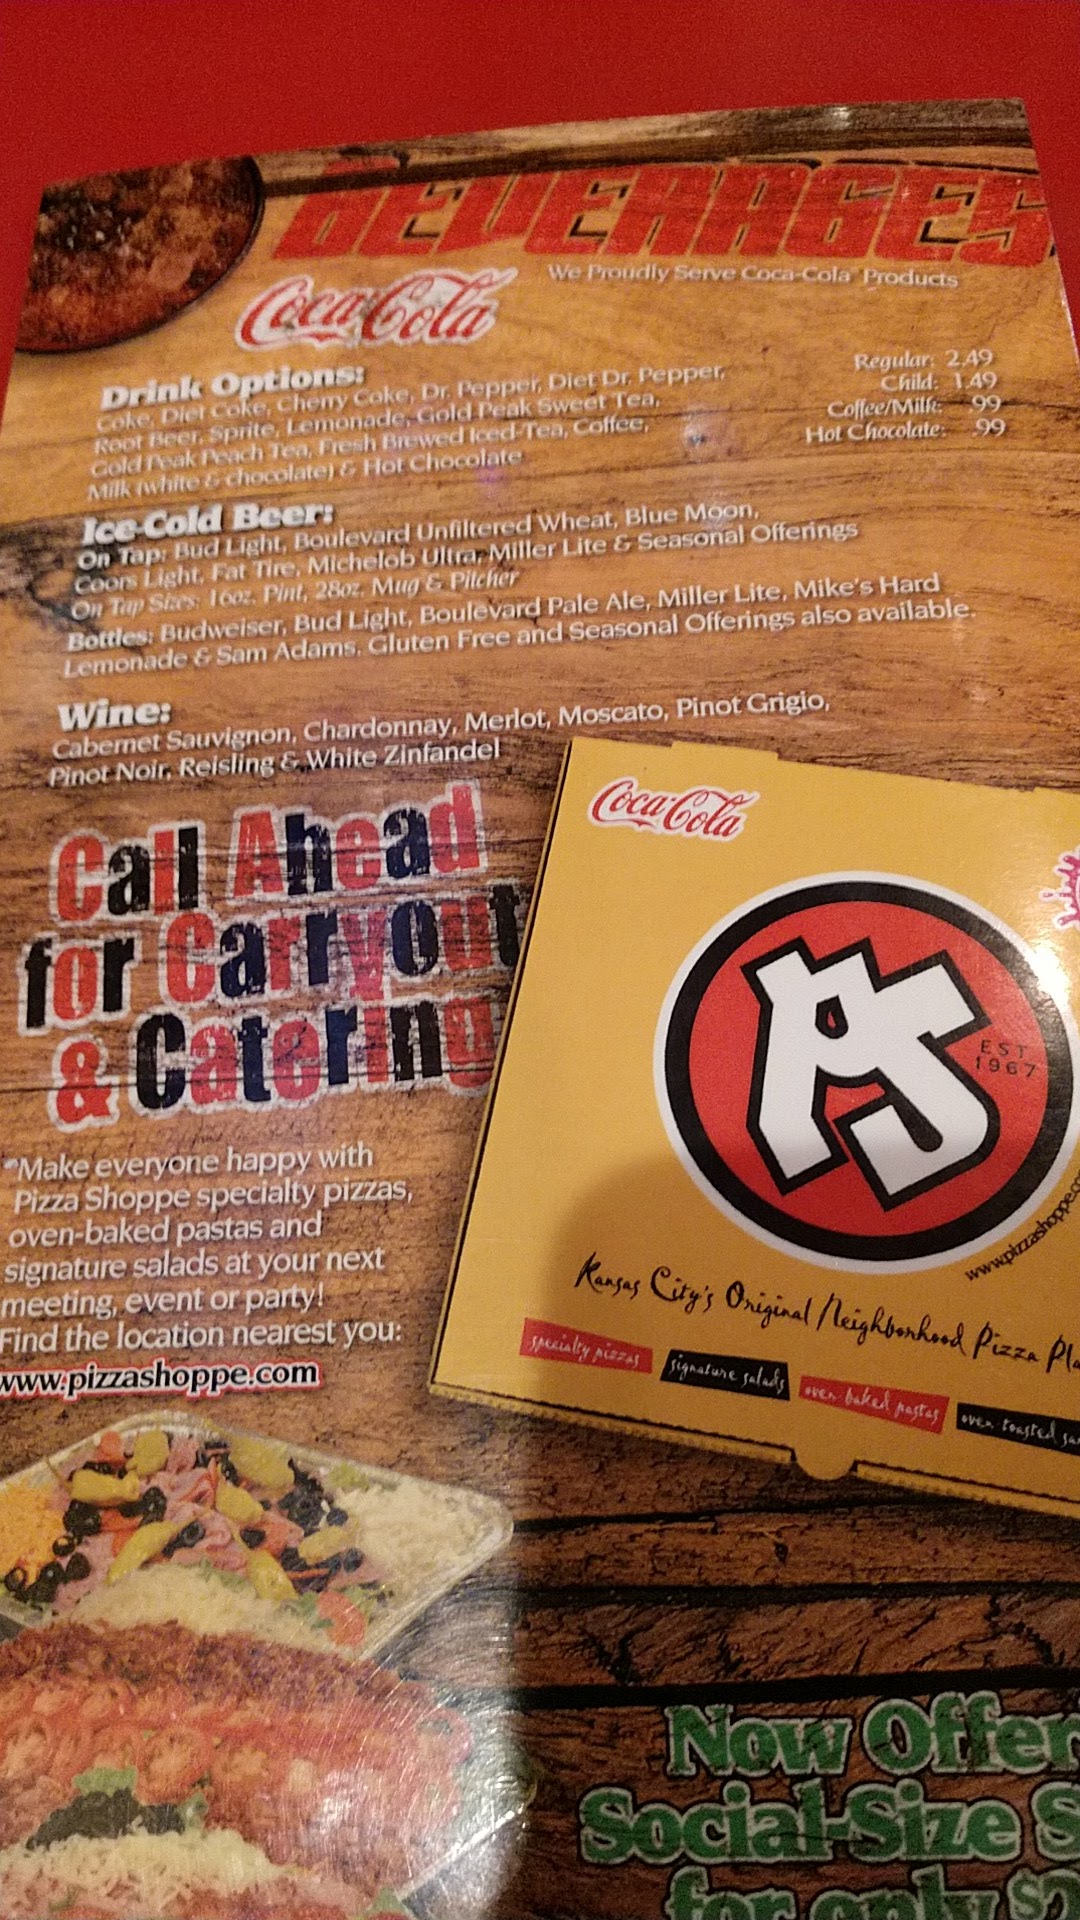 BEVERAGES
Coca-Cola
We Proudly Serve Coca-Cola Products
Drink Options:
Coke, Diet Coke, Cherry Coke, Dr. Pepper, Diet Dr. Pepper,
Root Beer, Sprite, Lemonade, Gold Peak Sweet Tea,
Gold Peak Peach Tea, Fresh Brewed Iced-Tea, Coffee,
Milk (white & chocolate) & Hot Chocolate
Regular: 2.49
Child: 1.49
Coffee/Milk: .99
Hot Chocolate: .99
Ice-Cold Beer:
On Tap: Bud Light, Boulevard Unfiltered Wheat, Blue Moon,
Coors Light, Fat Tire, Michelob Ultra, Miller Lite & Seasonal Offerings
On Tap Sizes: 16oz. Pint, 28oz. Mug & Pitcher
Bottles: Budweiser, Bud Light, Boulevard Pale Ale, Miller Lite, Mike's Hard
Lemonade & Sam Adams. Gluten Free and Seasonal Offerings also available.
Wine:
Cabernet Sauvignon, Chardonnay, Merlot, Moscato, Pinot Grigio,
Pinot Noir, Reisling & White Zinfandel
Call Ahead
for Carryout
& Catering
Make everyone happy with
Pizza Shoppe specialty pizzas,
oven-baked pastas and
signature salads at your next
meeting, event or party!
Find the location nearest you:
www.pizzashoppe.com
Coca-Cola
PS
EST
1967
www.pizzashoppe.co
Kansas City's Original Neighborhood Pizza Pla
specialty pizzas
signature salads
oven baked pastas
oven toasted sa
Now Offer
Social-Size S
for only $2